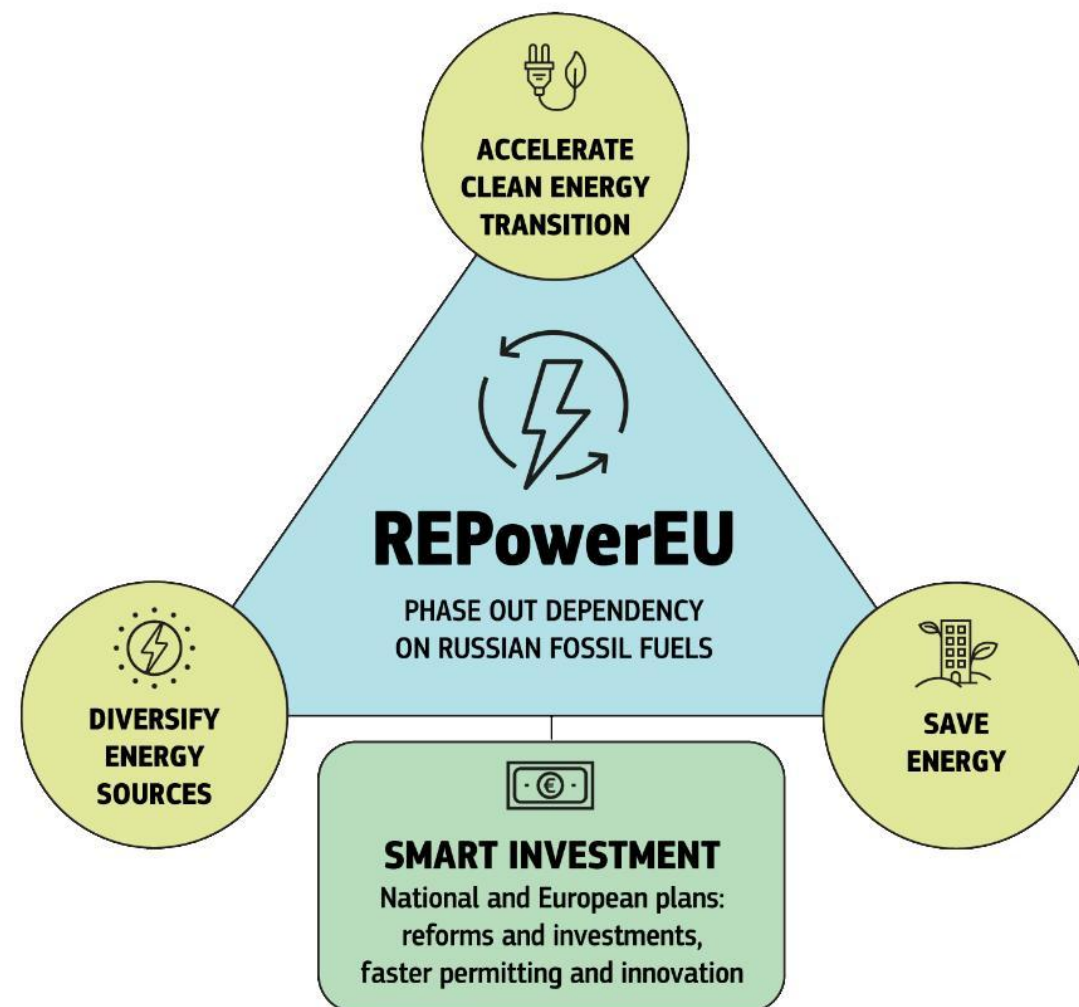 ACCELERATE
CLEAN ENERGY
TRANSITION
REPowerEU
PHASE OUT DEPENDENCY
ON RUSSIAN FOSSIL FUELS
DIVERSIFY
ENERGY
SOURCES
SAVE
ENERGY
€
SMART INVESTMENT
National and European plans:
reforms and investments,
faster permitting and innovation